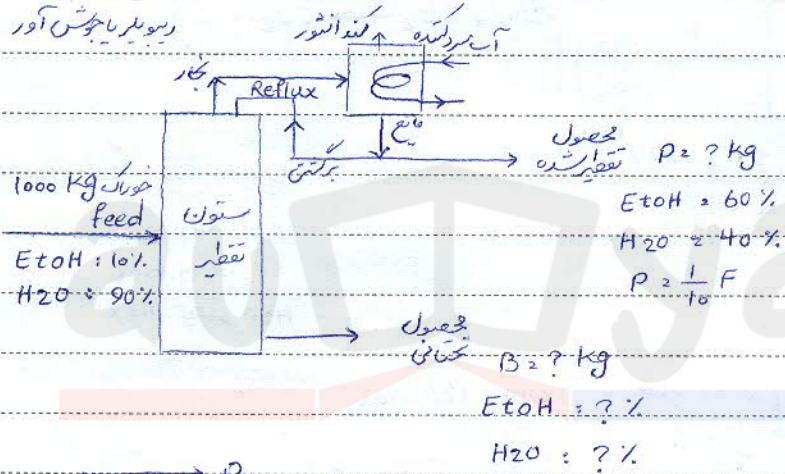 ریبویلر یا جوش آور
کندانسور
آب سردکننده
بخار
Reflux
مایع
برگشتی
محصول
تقطیر شده
P = ? kg
EtOH = 60 %
H2O = 40 %
P = 1/10 F
1000 kg خوراک
feed
EtOH : 10 %
H2O : 90 %
ستون
تقطیر
محصول
تحتانی
B = ? kg
EtOH : ? %
H2O : ? %